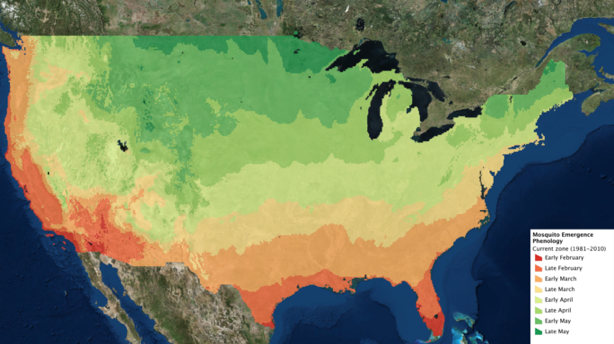 Mosquito Emergence
Phenology
Current zone (1981–2010)
Early February
Late February
Early March
Late March
Early April
Late April
Early May
Late May